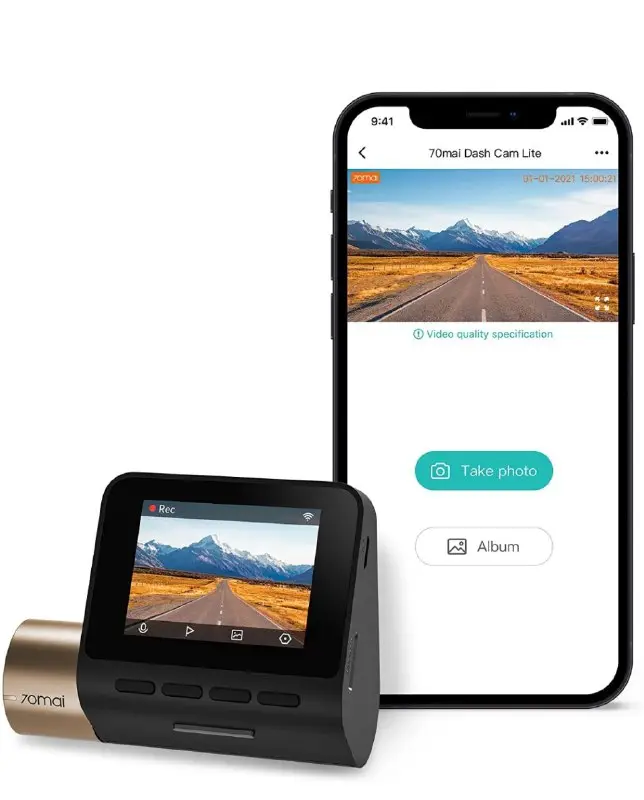 9:41
70mai Dash Cam Lite
70mai
01-01-2021 15:00:21
Video quality specification
Take photo
Album
Rec
70mai